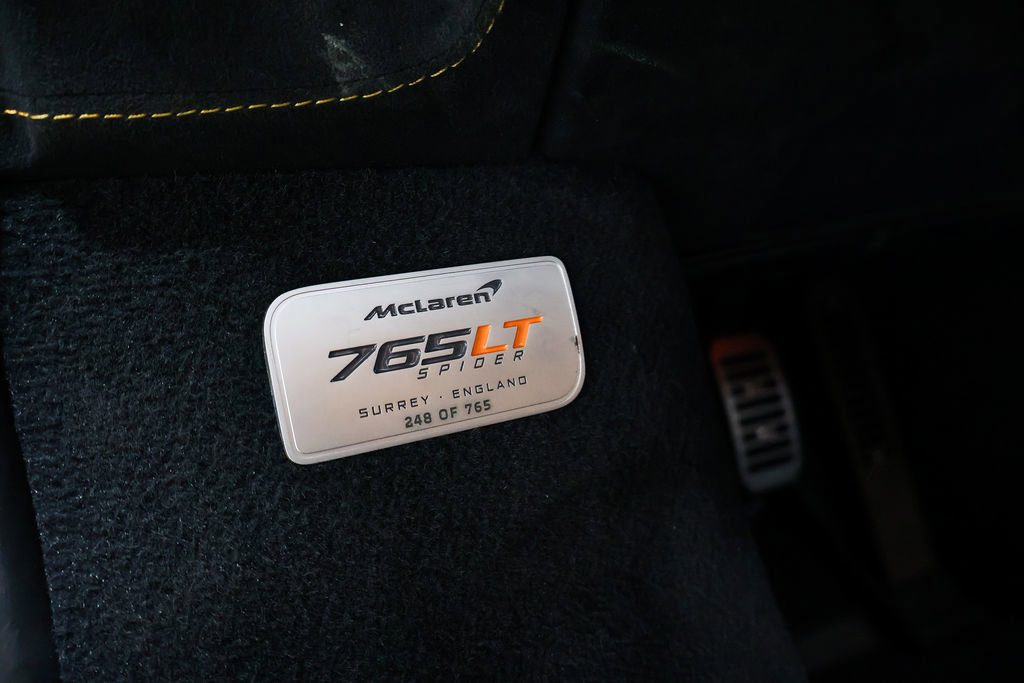 McLaren
765LT
SPIDER
SURREY · ENGLAND
248 OF 765